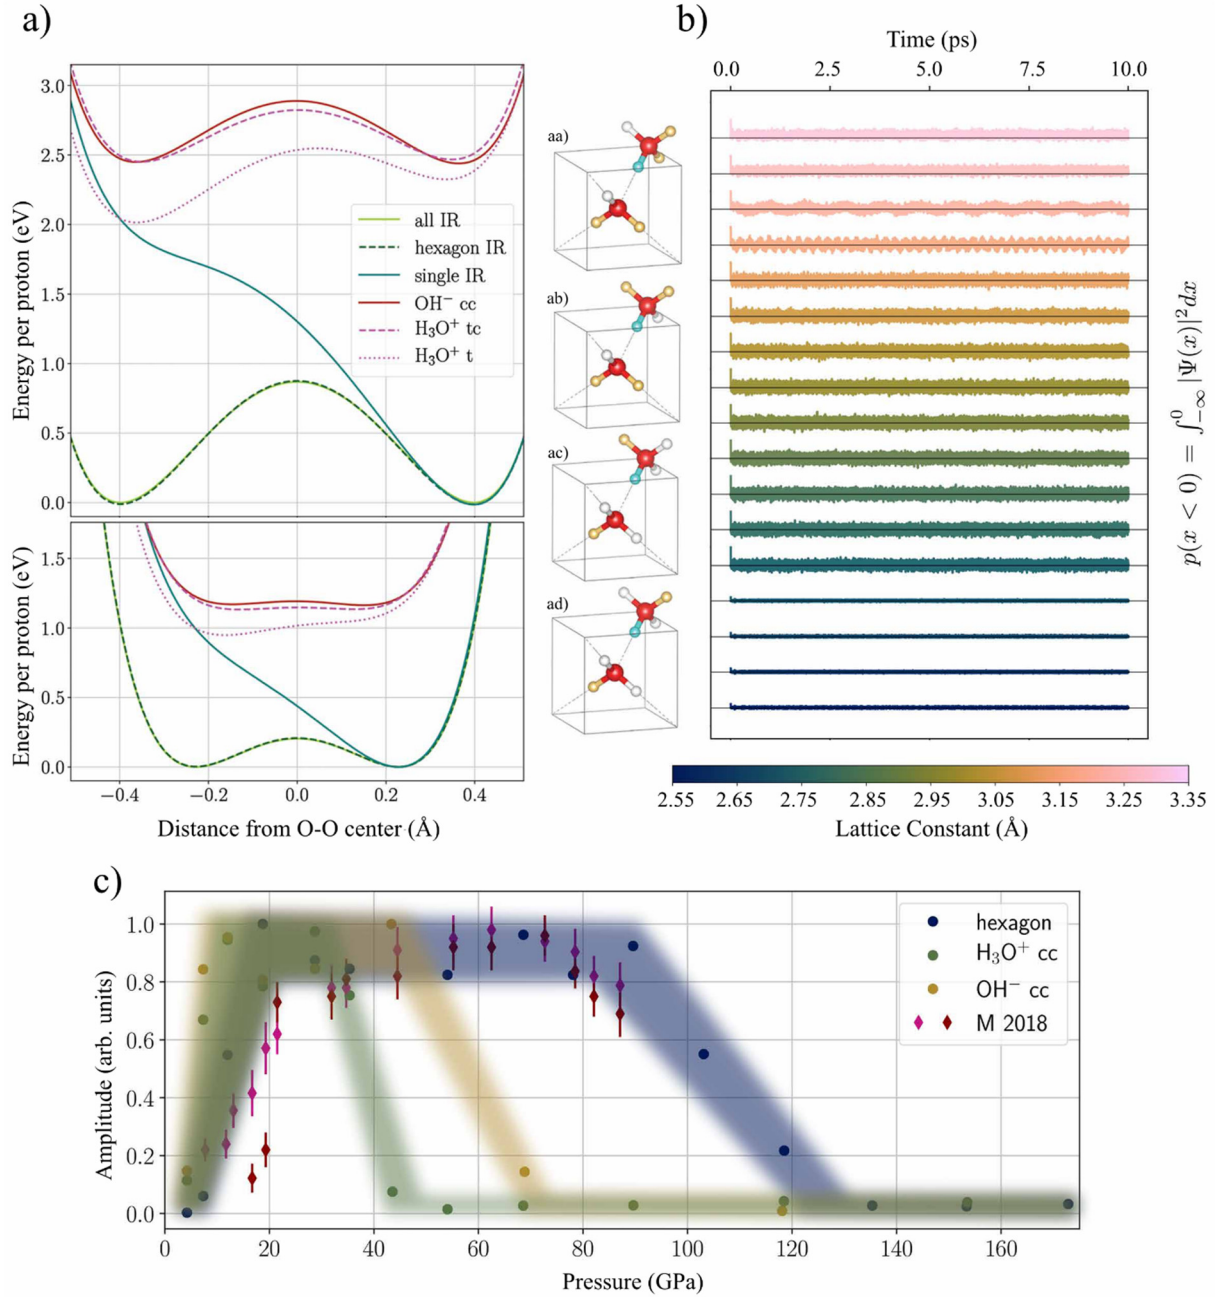 a)
Energy per proton (eV)
3.0
2.5
2.0
1.5
1.0
0.5
0.0
all IR
hexagon IR
single IR
OH⁻ cc
H₃O⁺ tc
H₃O⁺ t
Energy per proton (eV)
1.5
1.0
0.5
0.0
−0.4 −0.2 0.0 0.2 0.4
Distance from O-O center (Å)
aa)
ab)
ac)
ad)
b)
Time (ps)
0.0 2.5 5.0 7.5 10.0
p(x < 0) = ∫₋∞⁰ |Ψ(x)|²dx
2.55 2.65 2.75 2.85 2.95 3.05 3.15 3.25 3.35
Lattice Constant (Å)
c)
Amplitude (arb. units)
1.0
0.8
0.6
0.4
0.2
0.0
hexagon
H₃O⁺ cc
OH⁻ cc
M 2018
0 20 40 60 80 100 120 140 160
Pressure (GPa)